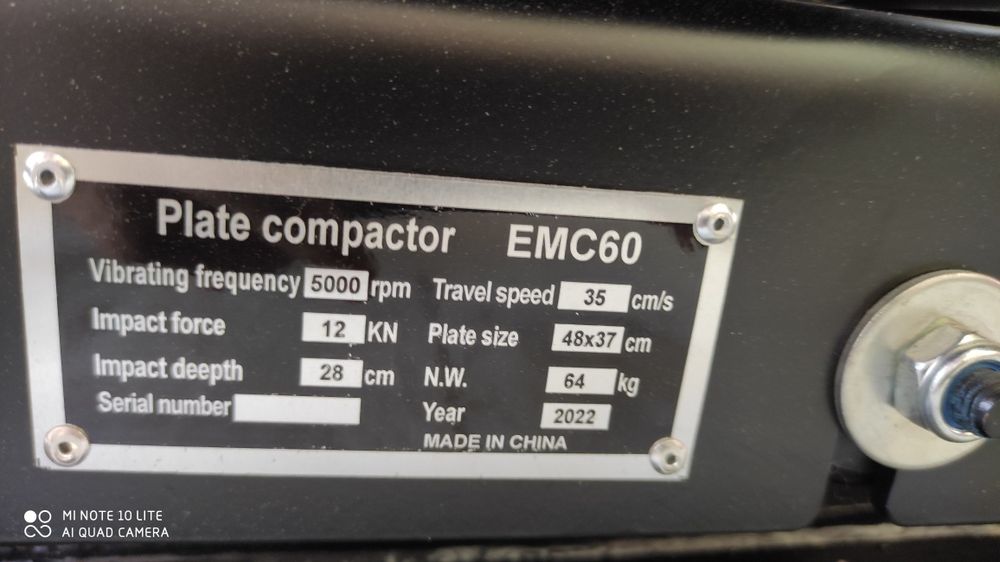 Plate compactor EMC60
Vibrating frequency 5000 rpm Travel speed 35 cm/s
Impact force 12 KN Plate size 48x37 cm
Impact deepth 28 cm N.W. 64 kg
Serial number Year 2022
MADE IN CHINA
MI NOTE 10 LITE
AI QUAD CAMERA